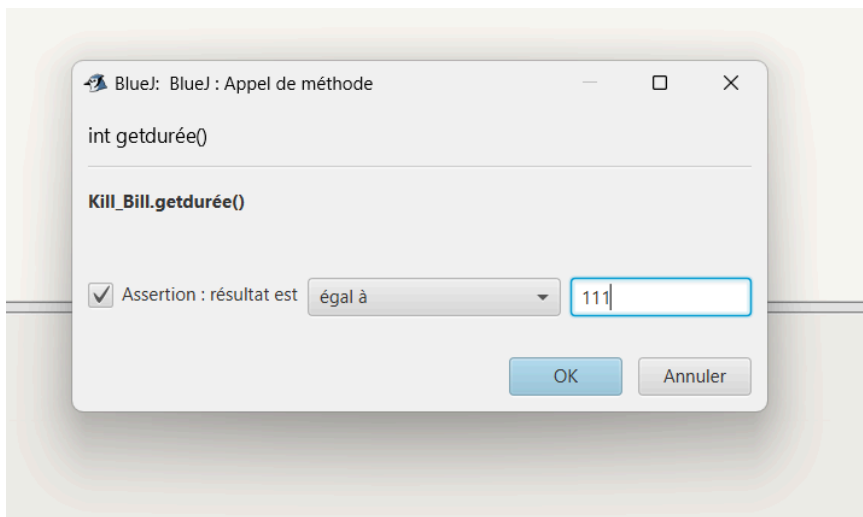 BlueJ: BlueJ : Appel de méthode
int getdurée()
Kill_Bill.getdurée()
Assertion : résultat est égal à 111
OK Annuler